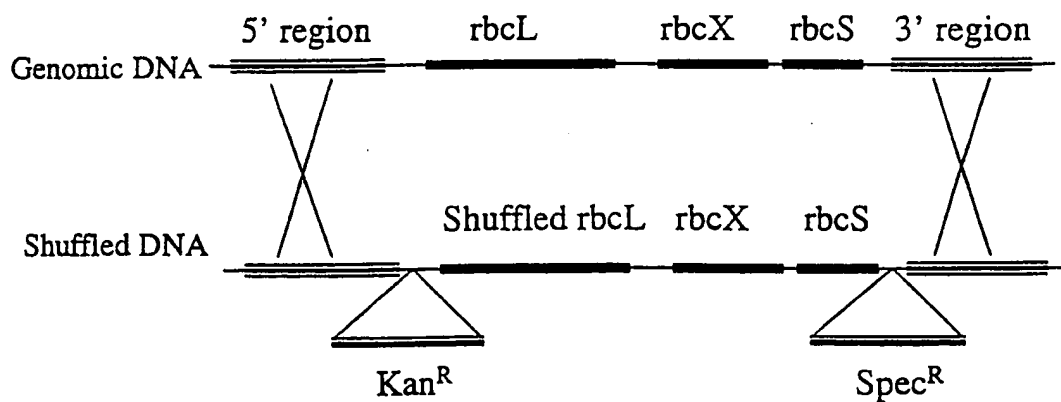 5' region rbcL rbcX rbcS 3' region
Genomic DNA
Shuffled rbcL rbcX rbcS
Shuffled DNA
Kan^R Spec^R